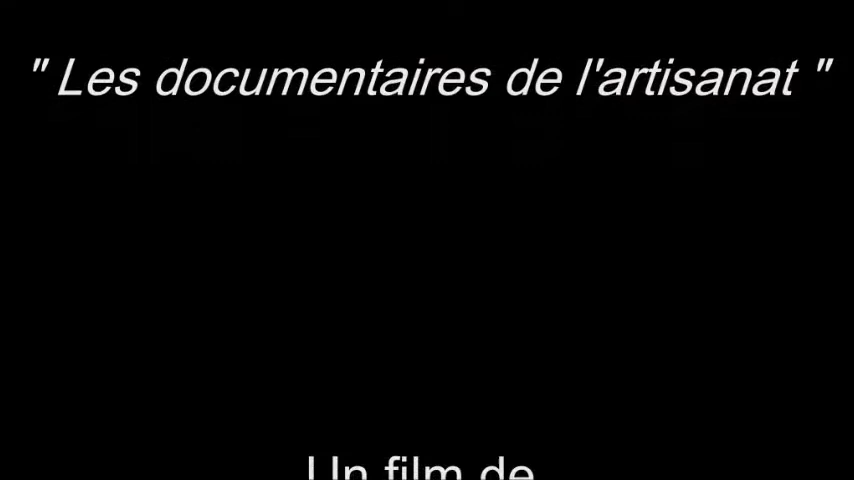 " Les documentaires de l'artisanat "
Un film de